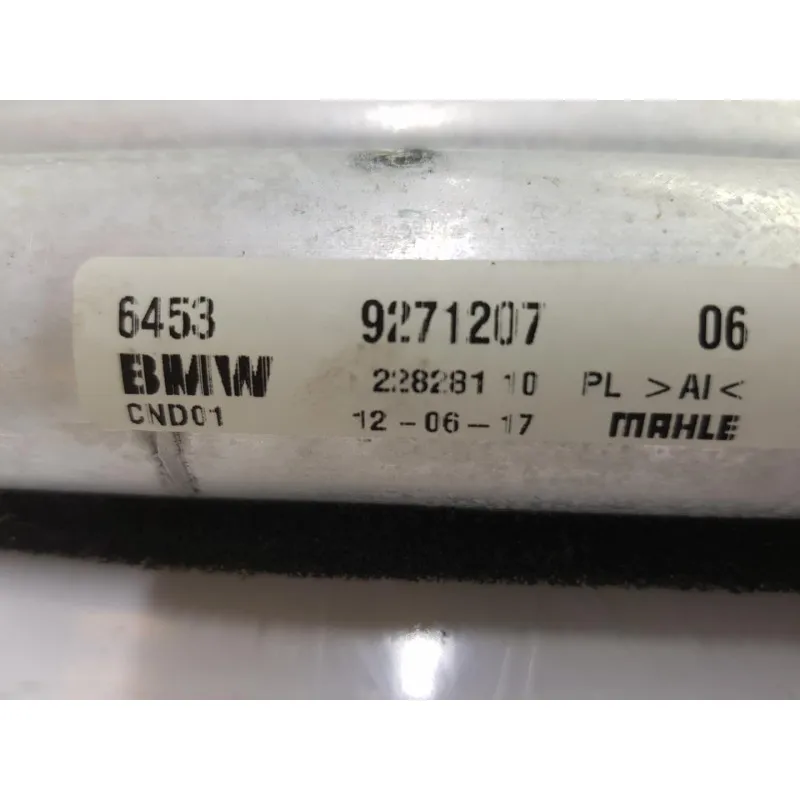 6453 9271207 06
BMW 228281 10 PL >Al<
CND01 12-06-17 MAHLE